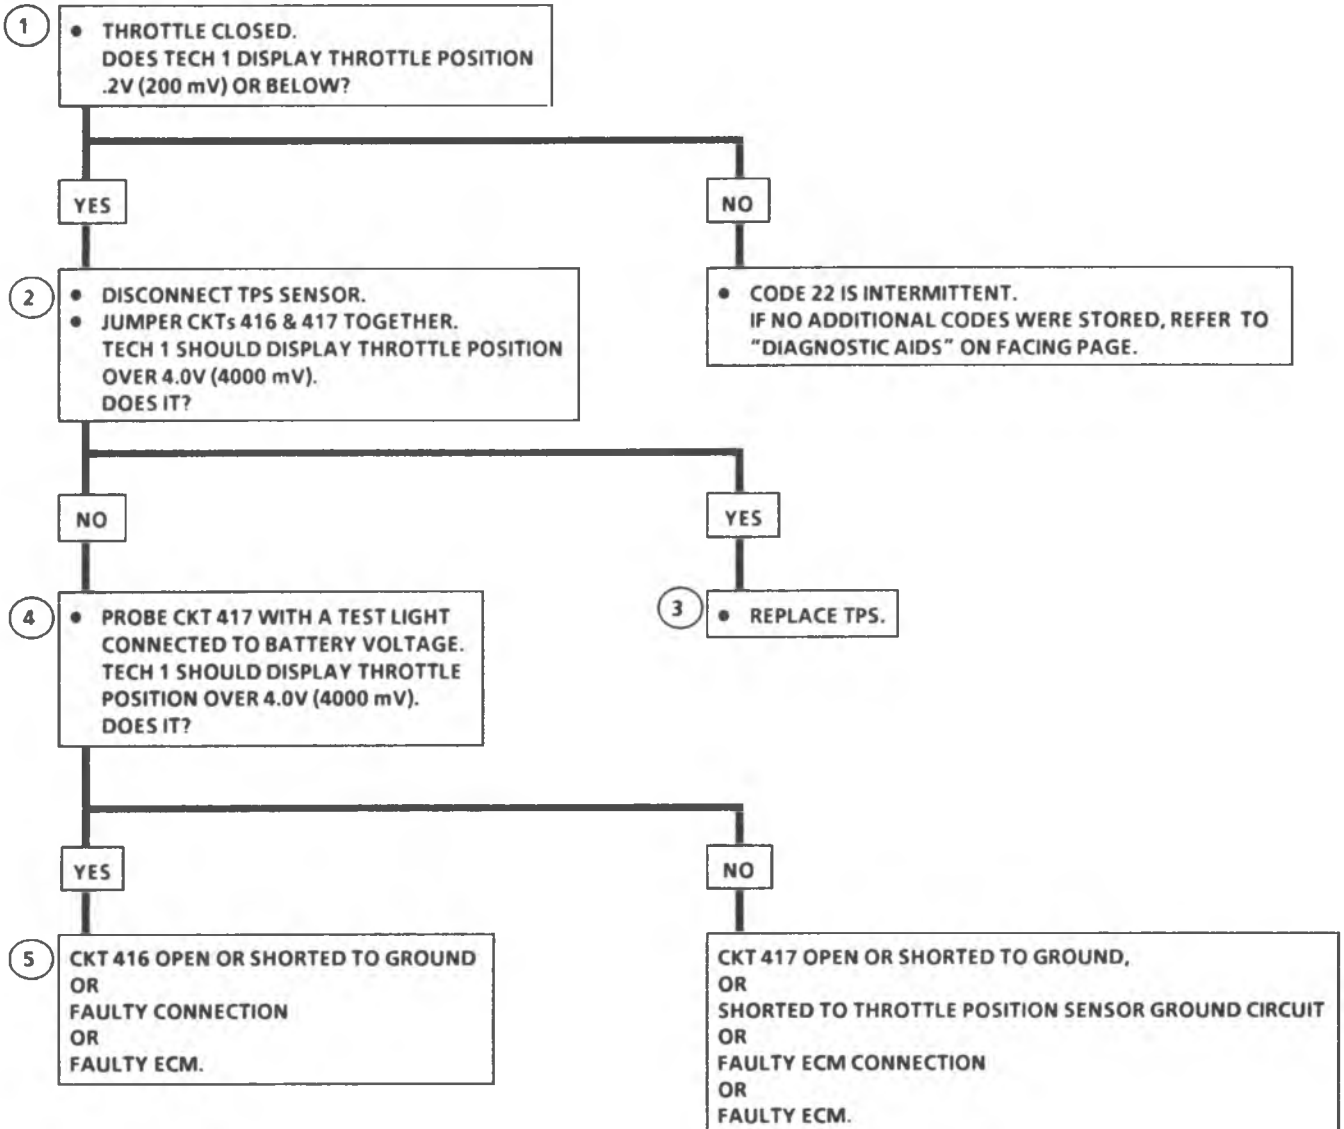 1
• THROTTLE CLOSED.
DOES TECH 1 DISPLAY THROTTLE POSITION
.2V (200 mV) OR BELOW?
YES
NO
2
• DISCONNECT TPS SENSOR.
• JUMPER CKTs 416 & 417 TOGETHER.
TECH 1 SHOULD DISPLAY THROTTLE POSITION
OVER 4.0V (4000 mV).
DOES IT?
• CODE 22 IS INTERMITTENT.
IF NO ADDITIONAL CODES WERE STORED, REFER TO
"DIAGNOSTIC AIDS" ON FACING PAGE.
NO
YES
4
• PROBE CKT 417 WITH A TEST LIGHT
CONNECTED TO BATTERY VOLTAGE.
TECH 1 SHOULD DISPLAY THROTTLE
POSITION OVER 4.0V (4000 mV).
DOES IT?
3
• REPLACE TPS.
YES
NO
5
CKT 416 OPEN OR SHORTED TO GROUND
OR
FAULTY CONNECTION
OR
FAULTY ECM.
CKT 417 OPEN OR SHORTED TO GROUND,
OR
SHORTED TO THROTTLE POSITION SENSOR GROUND CIRCUIT
OR
FAULTY ECM CONNECTION
OR
FAULTY ECM.